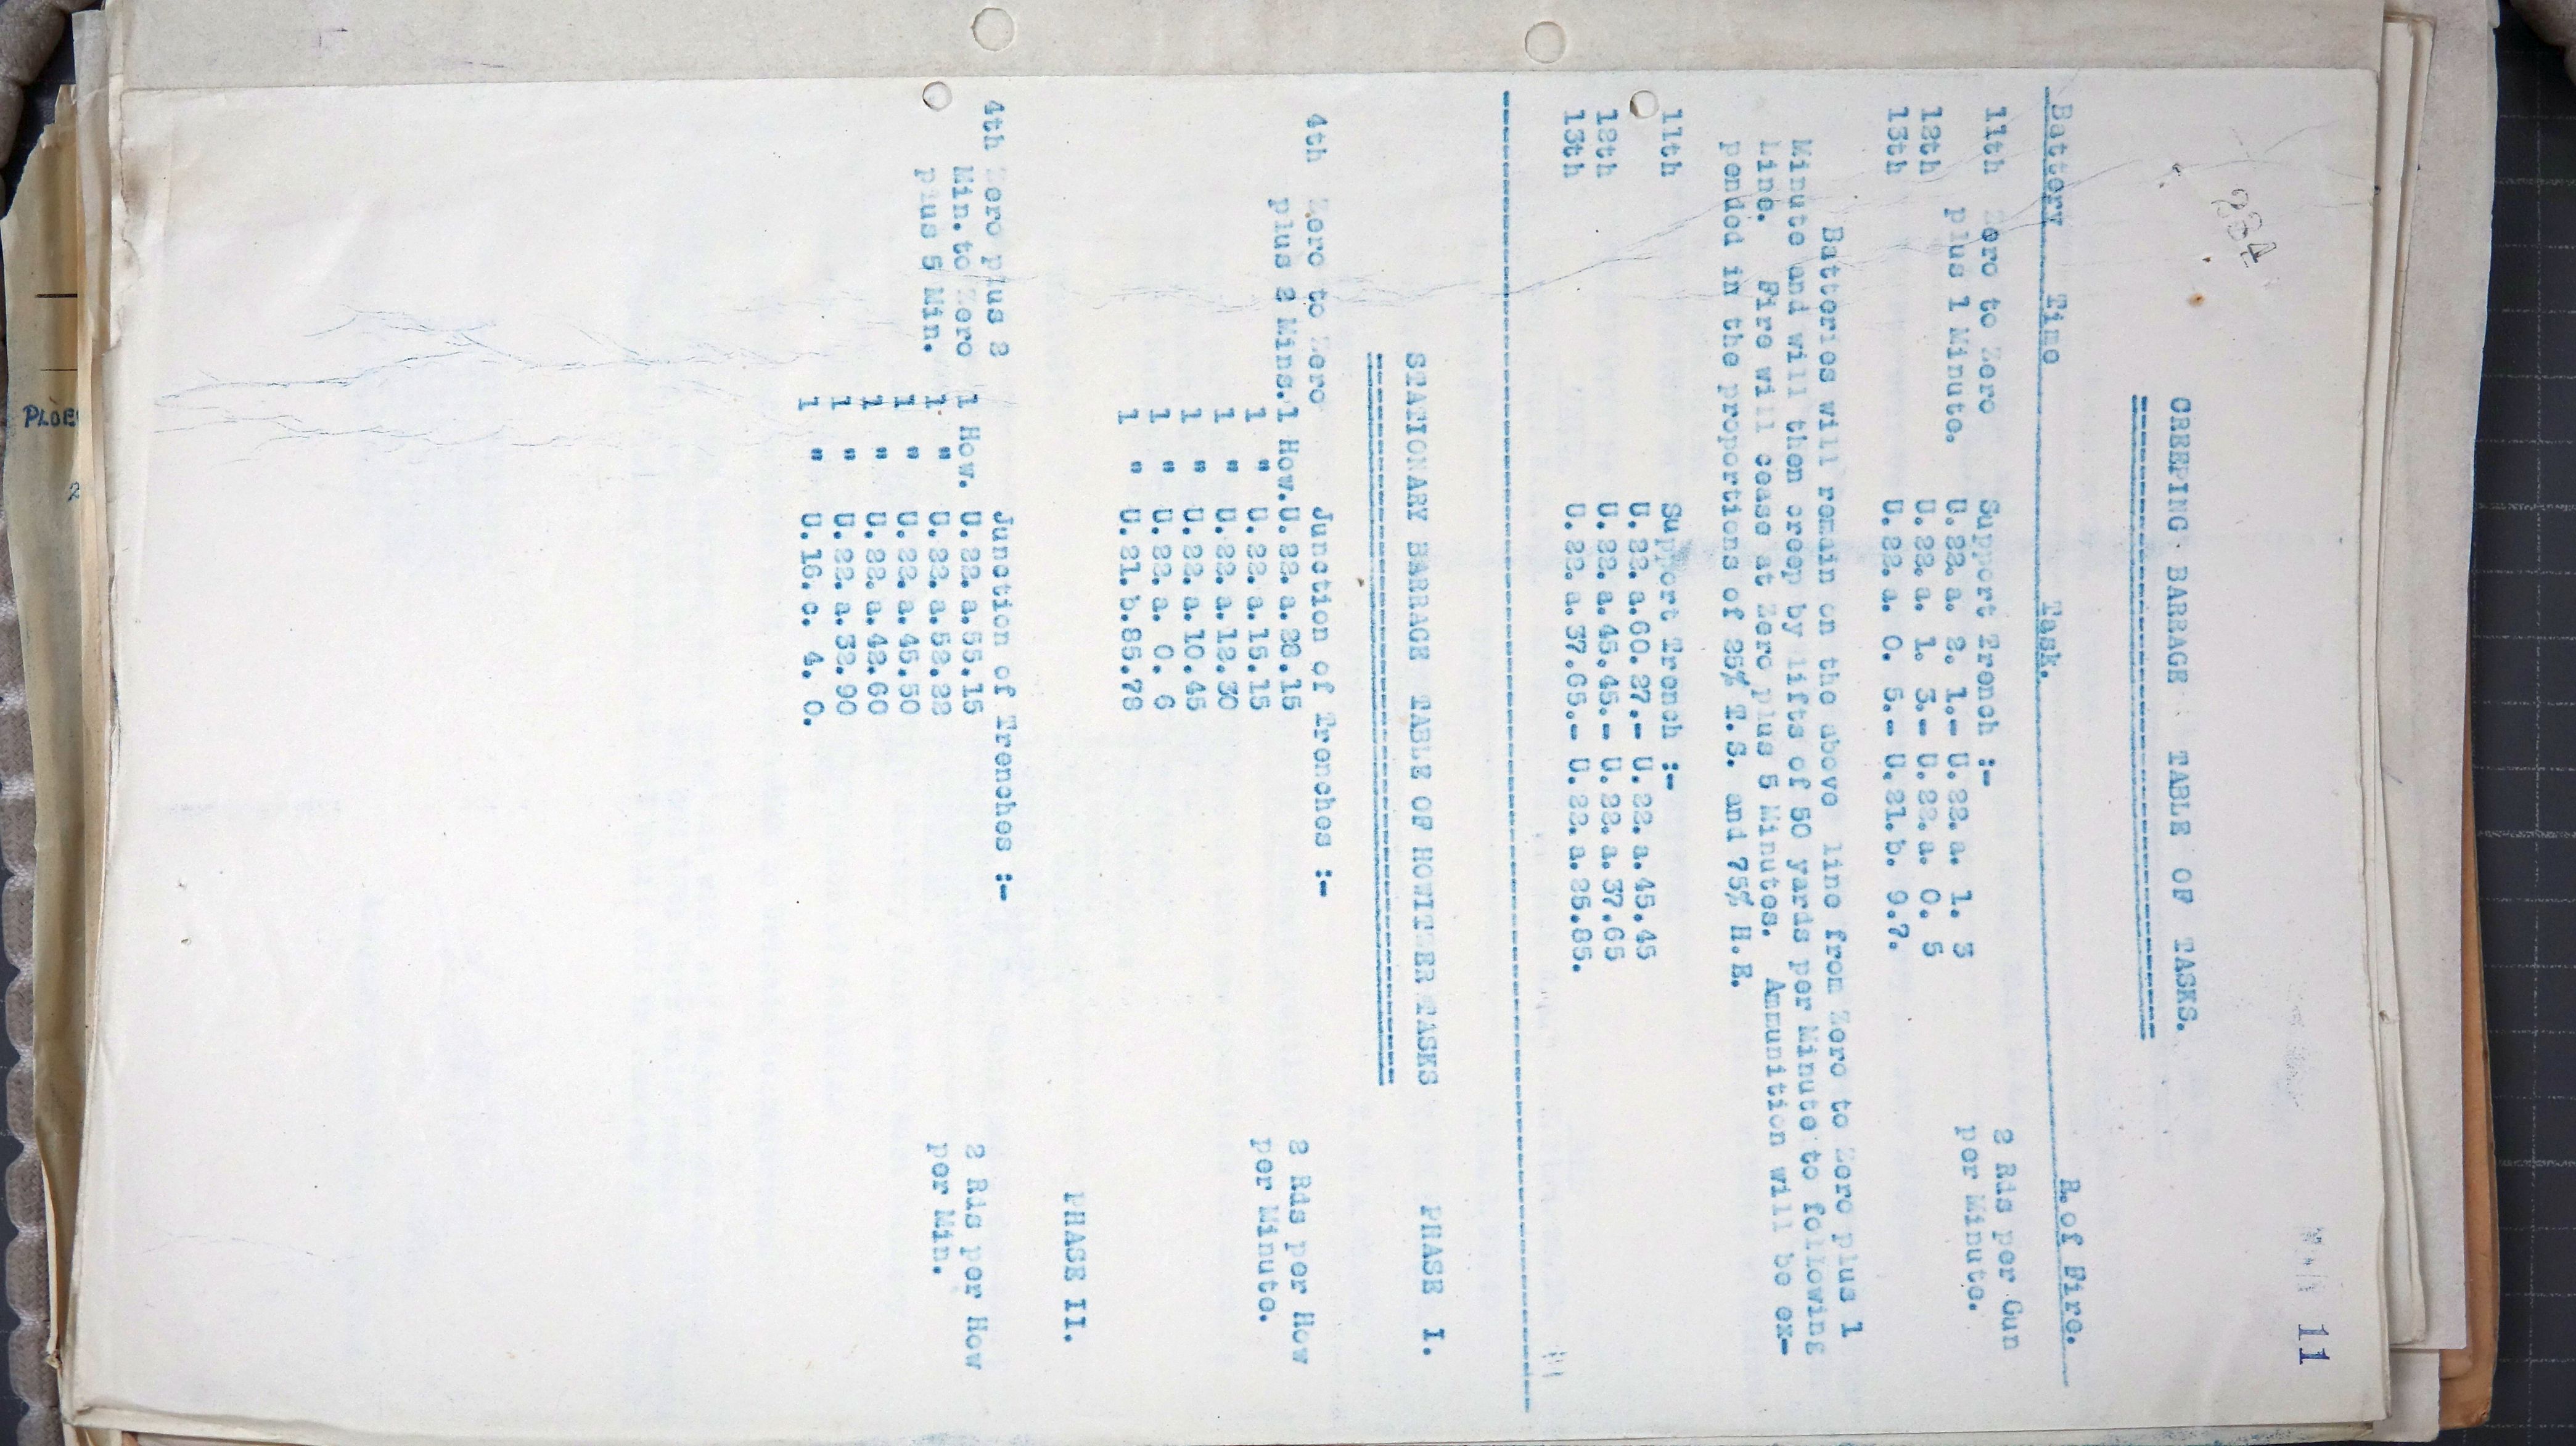 11
284
CREEPING BARRAGE TABLE OF TASKS.
Battery Time Task. R.of Fire.
11th Zero to Zero Support Trench :- 2 Rds per Gun
plus 1 Minute. U.22.a. 2. 1.- U.22.a. 1. 3 per Minute.
12th U.22.a. 1. 3.- U.22.a. 0. 5
13th U.22.a. 0. 5.- U.21.b. 9.7.
Batteries will remain on the above line from Zero to Zero plus 1
Minute and will then creep by lifts of 50 yards per Minute to following
Line. Fire will cease at Zero plus 5 Minutes. Ammunition will be ex-
pended in the proportions of 25% T.S. and 75% H.E.
11th Support Trench :-
U.22.a.60.27.- U.22.a.45.45
12th U.22.a.45.45.- U.22.a.37.65
13th U.22.a.37.65.- U.22.a.25.85.
STATIONARY BARRAGE TABLE OF HOWITZER TASKS PHASE I.
4th Zero to Zero Junction of Trenches :-
plus 2 Mins. 1 How. U.22.a.28.15 2 Rds per How
1 " U.22.a.15.15 per Minute.
1 " U.22.a.12.30
1 " U.22.a.10.45
1 " U.22.a. 0. 6
1 " U.21.b.85.78
PHASE II.
4th Zero plus 2 Junction of Trenches :-
Min.to Zero 1 How. U.22.a.55.15 2 Rds per How
plus 5 Min. 1 " U.22.a.52.22 per Min.
1 " U.22.a.45.50
1 " U.22.a.42.60
1 " U.22.a.32.90
1 " U.16.c. 4. 0.